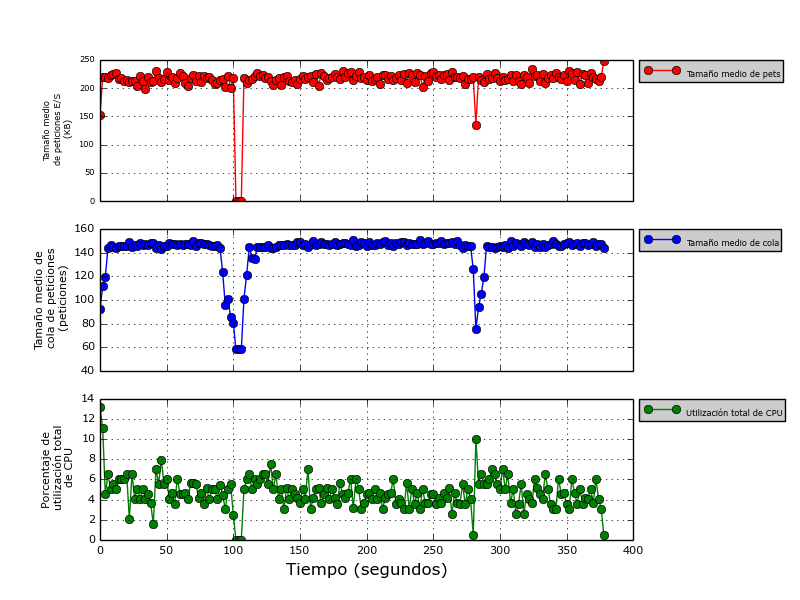 250
200
150
100
50
0
Tamaño medio
de peticiones E/S
(KB)
Tamaño medio de pets
160
140
120
100
80
60
40
Tamaño medio de
cola de peticiones
(peticiones)
Tamaño medio de cola
14
12
10
8
6
4
2
0
Porcentaje de
utilización total
de CPU
Utilización total de CPU
0 50 100 150 200 250 300 350 400
Tiempo (segundos)